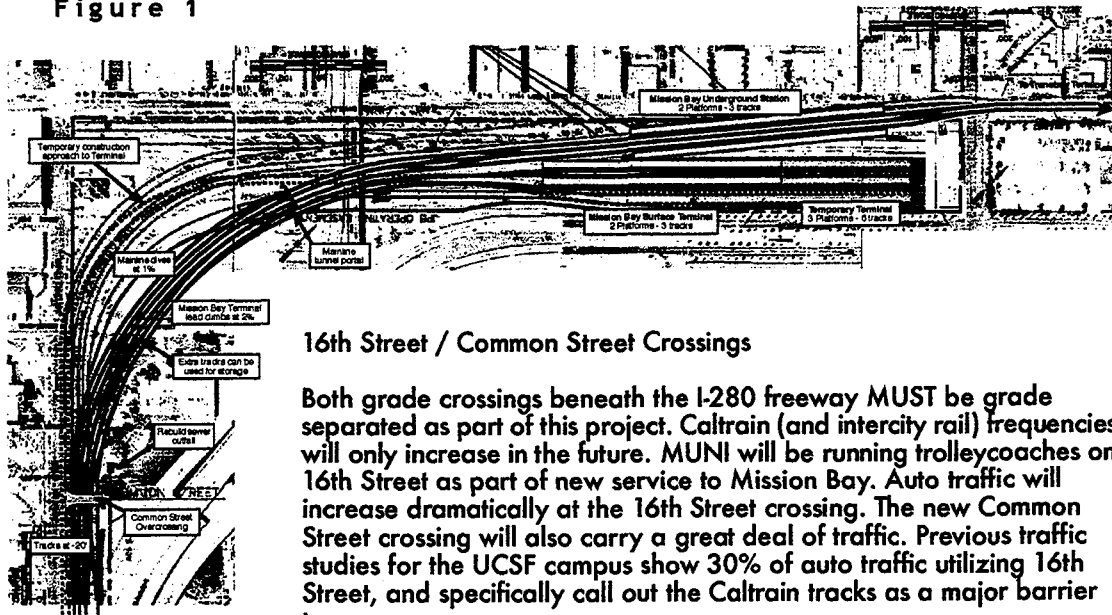 Figure 1
Mission Bay Underground Station
2 Platforms - 3 tracks
Temporary construction
approach to Terminal
Mission Bay Surface Terminal
2 Platforms - 3 tracks
Temporary Terminal
3 Platforms - 6 tracks
Mainline dives
at 1%
Mainline
tunnel portal
Mission Bay Terminal
lead climbs at 2%
Extra tracks can be
used for storage
Rebuild sewer
outfall
STREET
Common Street
Overcrossing
Tracks at -20'
16th Street / Common Street Crossings
Both grade crossings beneath the I-280 freeway MUST be grade
separated as part of this project. Caltrain (and intercity rail) frequencies
will only increase in the future. MUNI will be running trolleycoaches on
16th Street as part of new service to Mission Bay. Auto traffic will
increase dramatically at the 16th Street crossing. The new Common
Street crossing will also carry a great deal of traffic. Previous traffic
studies for the UCSF campus show 30% of auto traffic utilizing 16th
Street, and specifically call out the Caltrain tracks as a major barrier